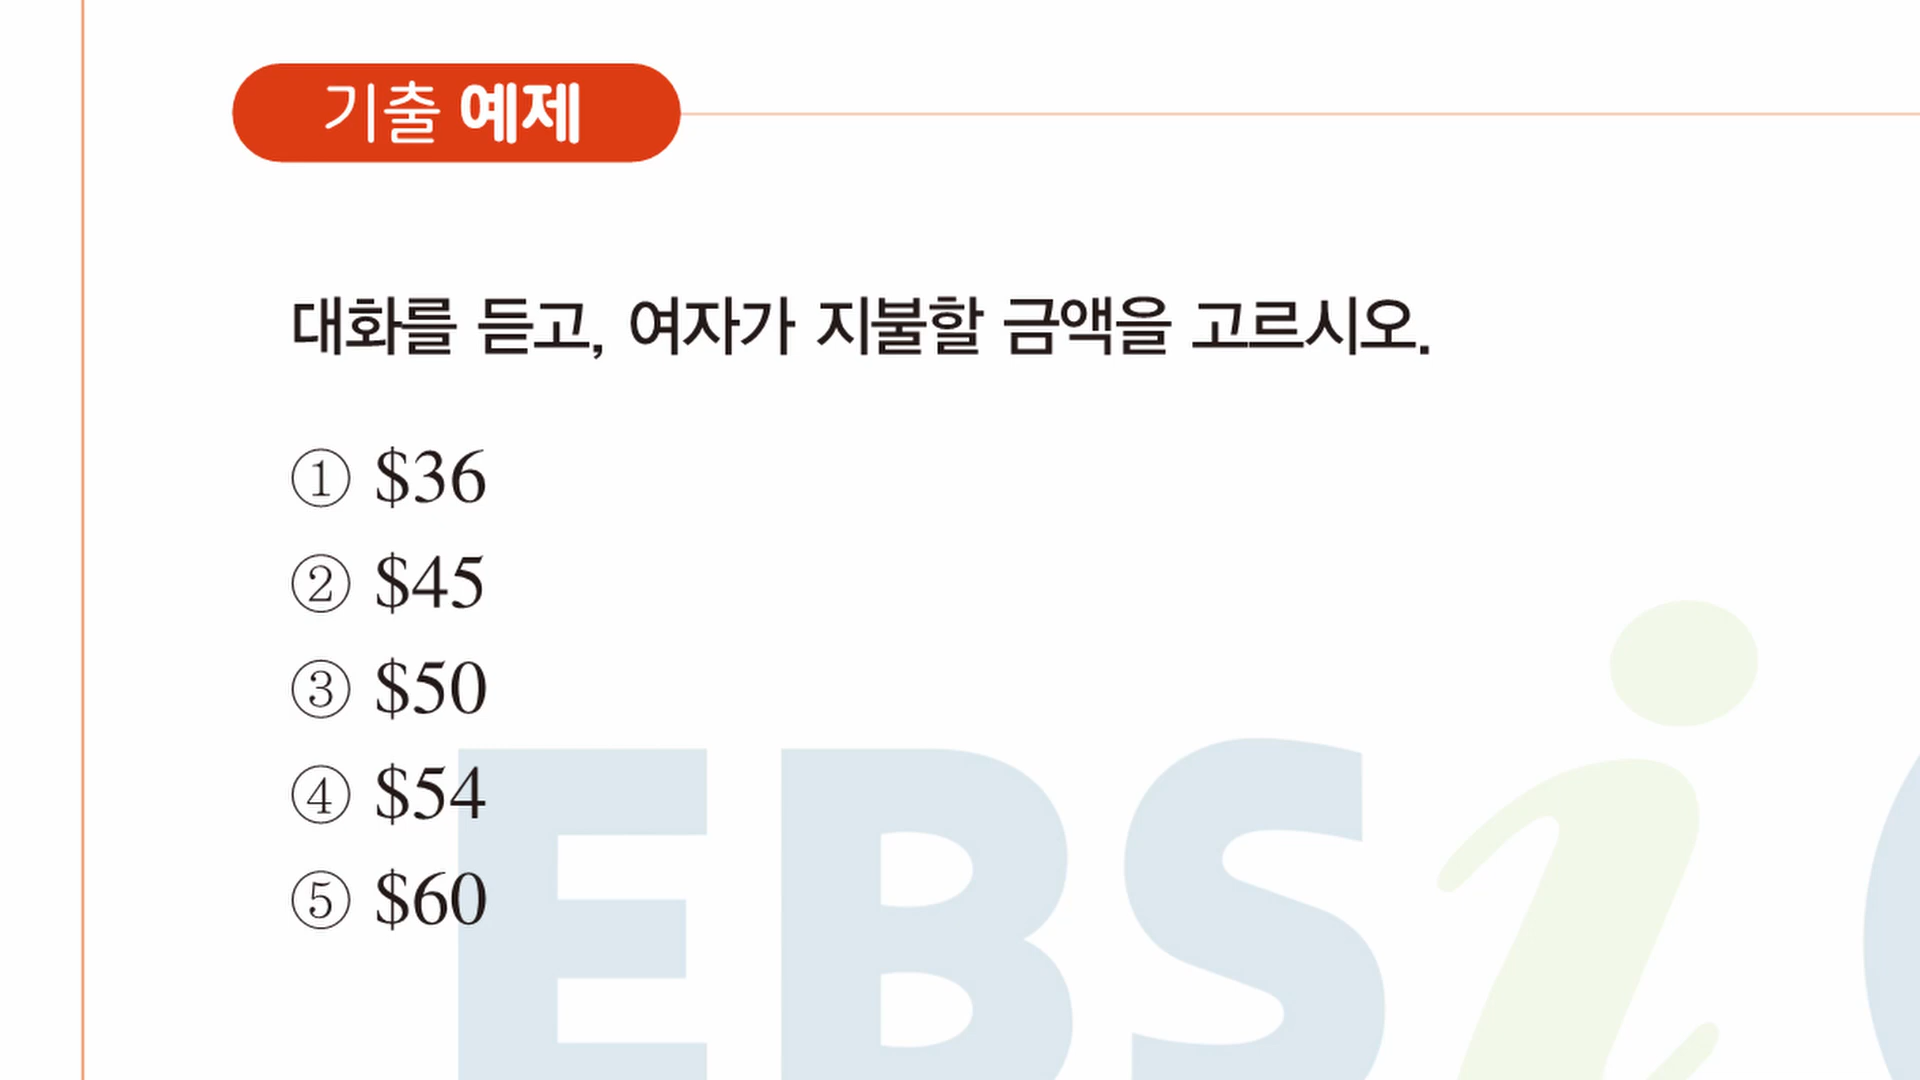 기출 예제
대화를 듣고, 여자가 지불할 금액을 고르시오.
① $36
② $45
③ $50
④ $54
⑤ $60
EBSi